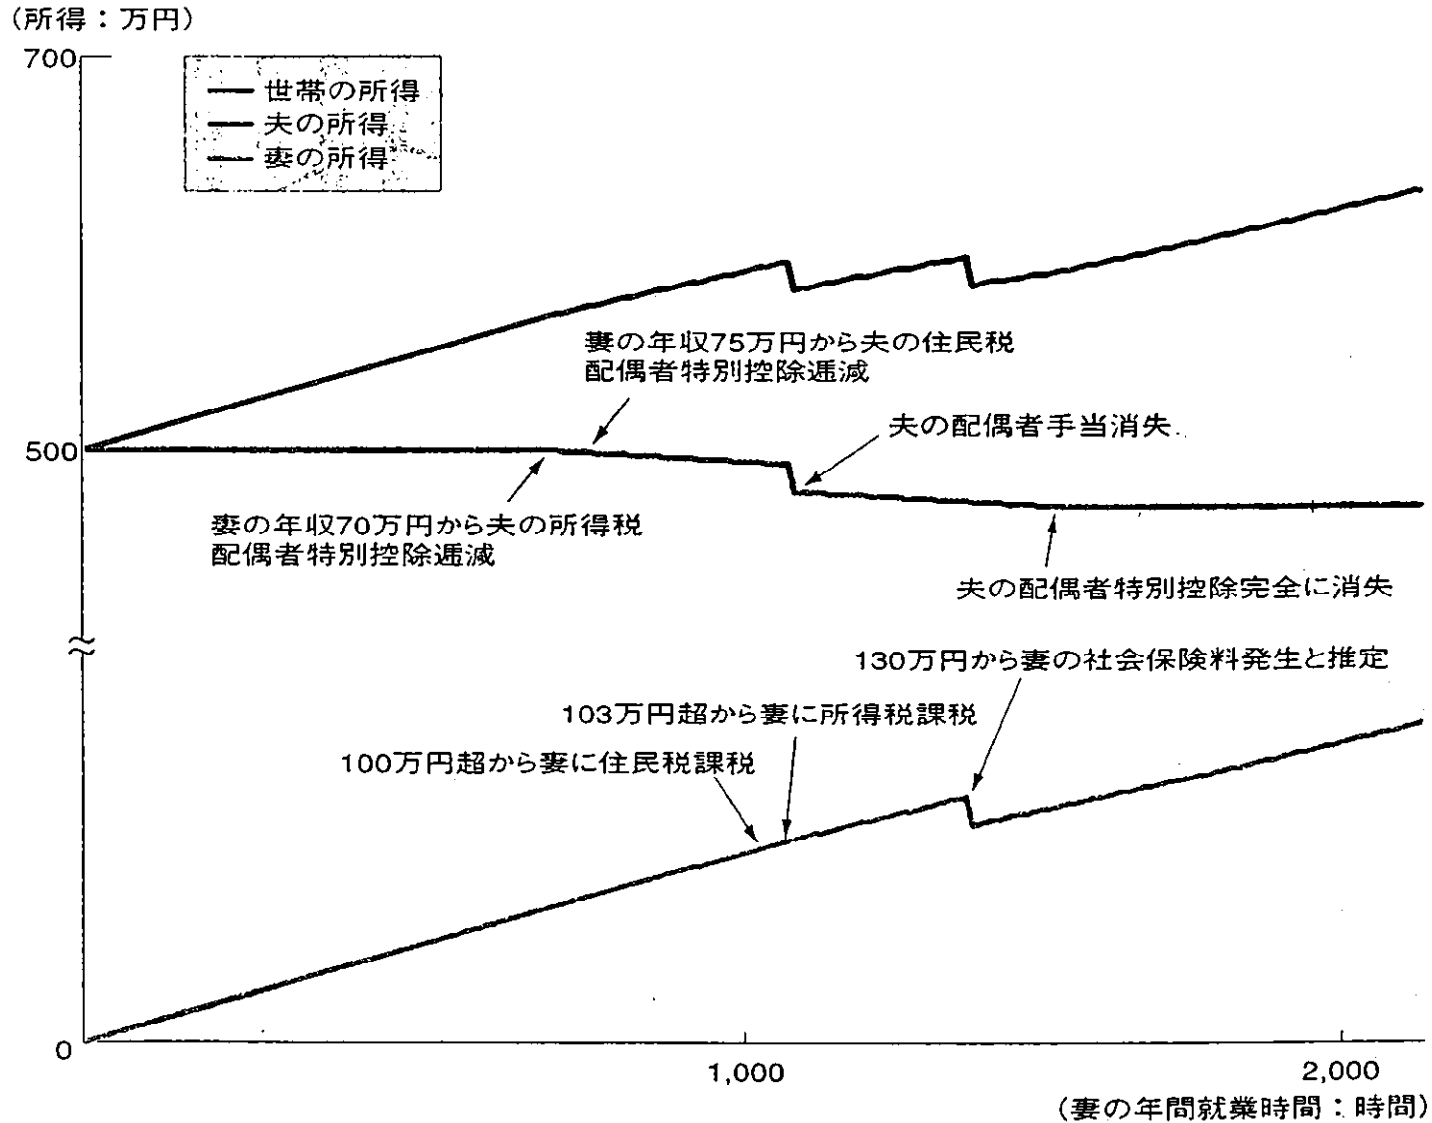 (所得：万円)
700
世帯の所得
夫の所得
妻の所得
妻の年収75万円から夫の住民税
配偶者特別控除逓減
夫の配偶者手当消失
500
妻の年収70万円から夫の所得税
配偶者特別控除逓減
夫の配偶者特別控除完全に消失
130万円から妻の社会保険料発生と推定
103万円超から妻に所得税課税
100万円超から妻に住民税課税
0
1,000
2,000
(妻の年間就業時間：時間)